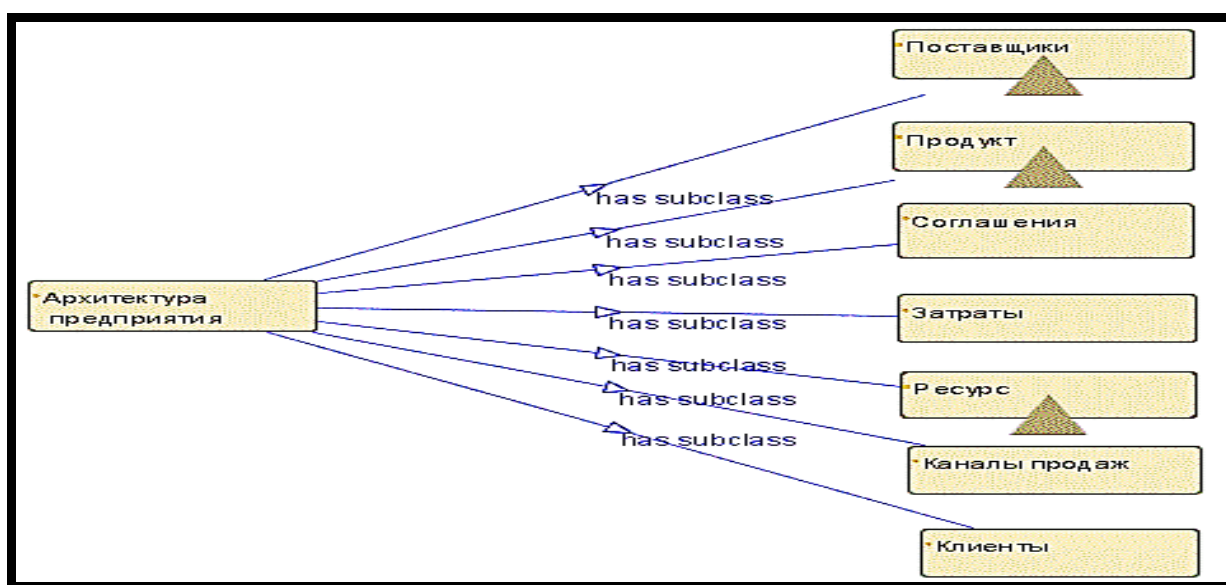 Поставщики
Продукт
has subclass
has subclass
Соглашения
has subclass
Архитектура
предприятия
Затраты
has subclass
has subclass
Ресурс
has subclass
has subclass
Каналы продаж
Клиенты